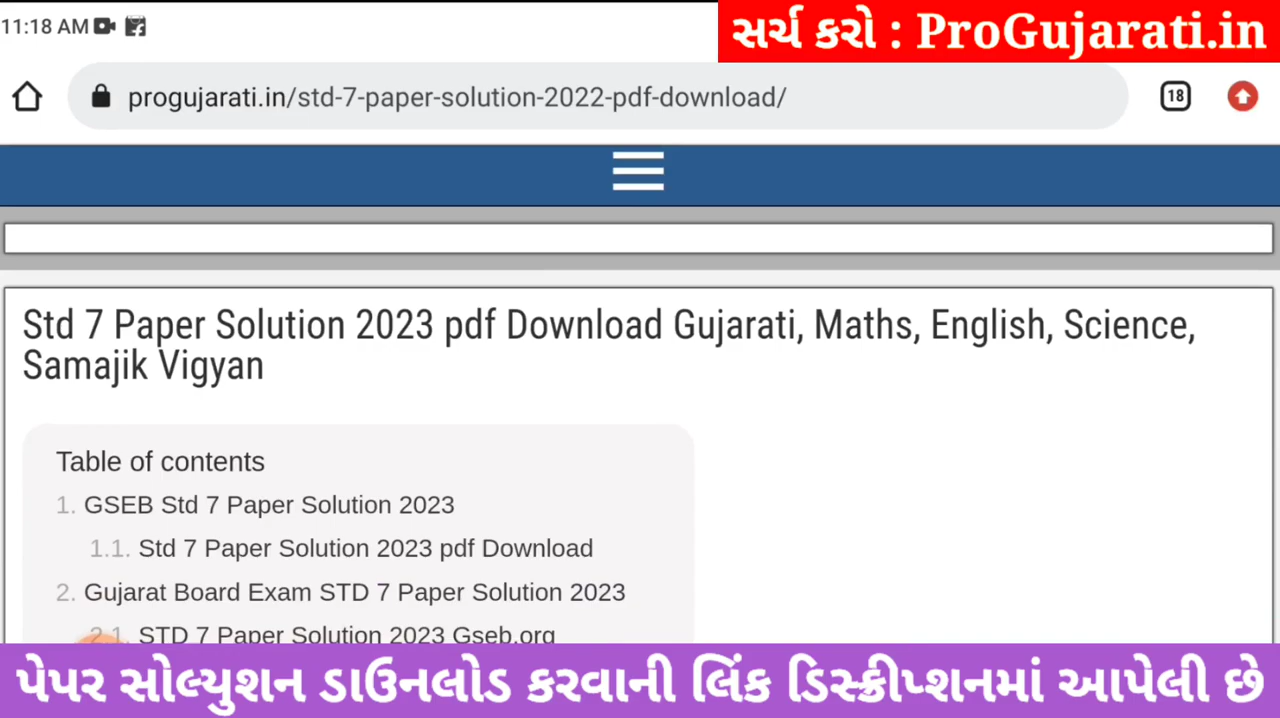 11:18 AM
સર્ચ કરો : ProGujarati.in
progujarati.in/std-7-paper-solution-2022-pdf-download/
18
Std 7 Paper Solution 2023 pdf Download Gujarati, Maths, English, Science,
Samajik Vigyan
Table of contents
1. GSEB Std 7 Paper Solution 2023
1.1. Std 7 Paper Solution 2023 pdf Download
2. Gujarat Board Exam STD 7 Paper Solution 2023
2.1. STD 7 Paper Solution 2023 Gseb.org
પેપર સોલ્યુશન ડાઉનલોડ કરવાની લિંક ડિસ્ક્રીપ્શનમાં આપેલી છે